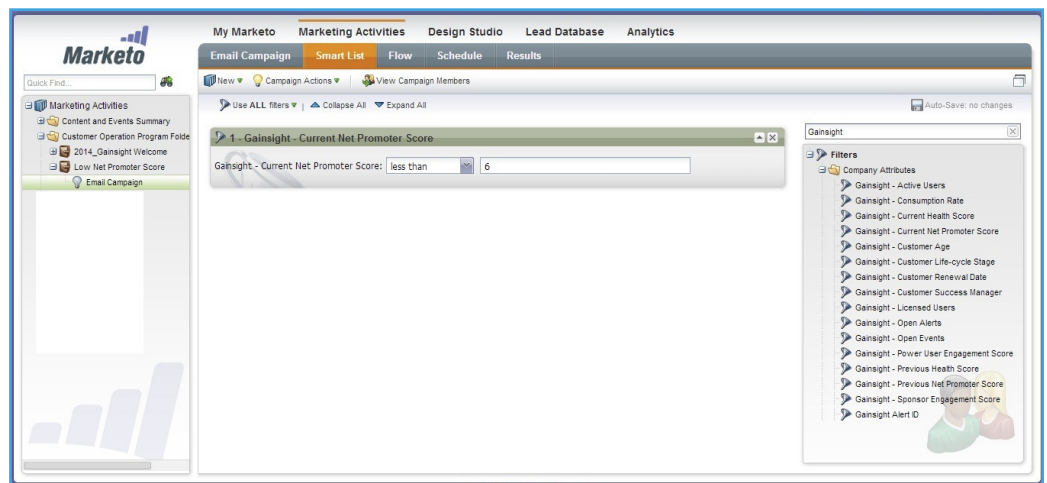 Marketo
My Marketo Marketing Activities Design Studio Lead Database Analytics
Email Campaign Smart List Flow Schedule Results
Quick Find...
New Campaign Actions View Campaign Members
Use ALL filters Collapse All Expand All
Auto-Save: no changes
Marketing Activities
Content and Events Summary
Customer Operation Program Folde
2014_Gainsight Welcome
Low Net Promoter Score
Email Campaign
1 - Gainsight - Current Net Promoter Score
Gainsight - Current Net Promoter Score: less than 6
Gainsight
Filters
Company Attributes
Gainsight - Active Users
Gainsight - Consumption Rate
Gainsight - Current Health Score
Gainsight - Current Net Promoter Score
Gainsight - Customer Age
Gainsight - Customer Life-cycle Stage
Gainsight - Customer Renewal Date
Gainsight - Customer Success Manager
Gainsight - Licensed Users
Gainsight - Open Alerts
Gainsight - Open Events
Gainsight - Power User Engagement Score
Gainsight - Previous Health Score
Gainsight - Previous Net Promoter Score
Gainsight - Sponsor Engagement Score
Gainsight Alert ID